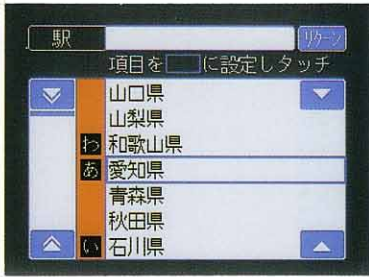 駅 リターン
項目を に設定しタッチ
山口県
山梨県
わ 和歌山県
あ 愛知県
青森県
秋田県
い 石川県